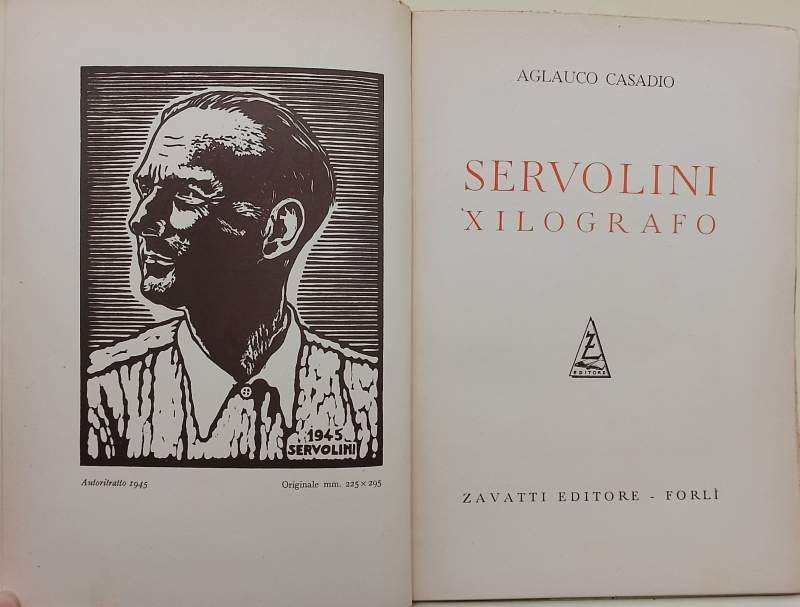 1945
SERVOLINI
Autoritratto 1945
Originale mm. 225×295
AGLAUCO CASADIO
SERVOLINI
XILOGRAFO
Z
EDITORE
ZAVATTI EDITORE - FORLÌ